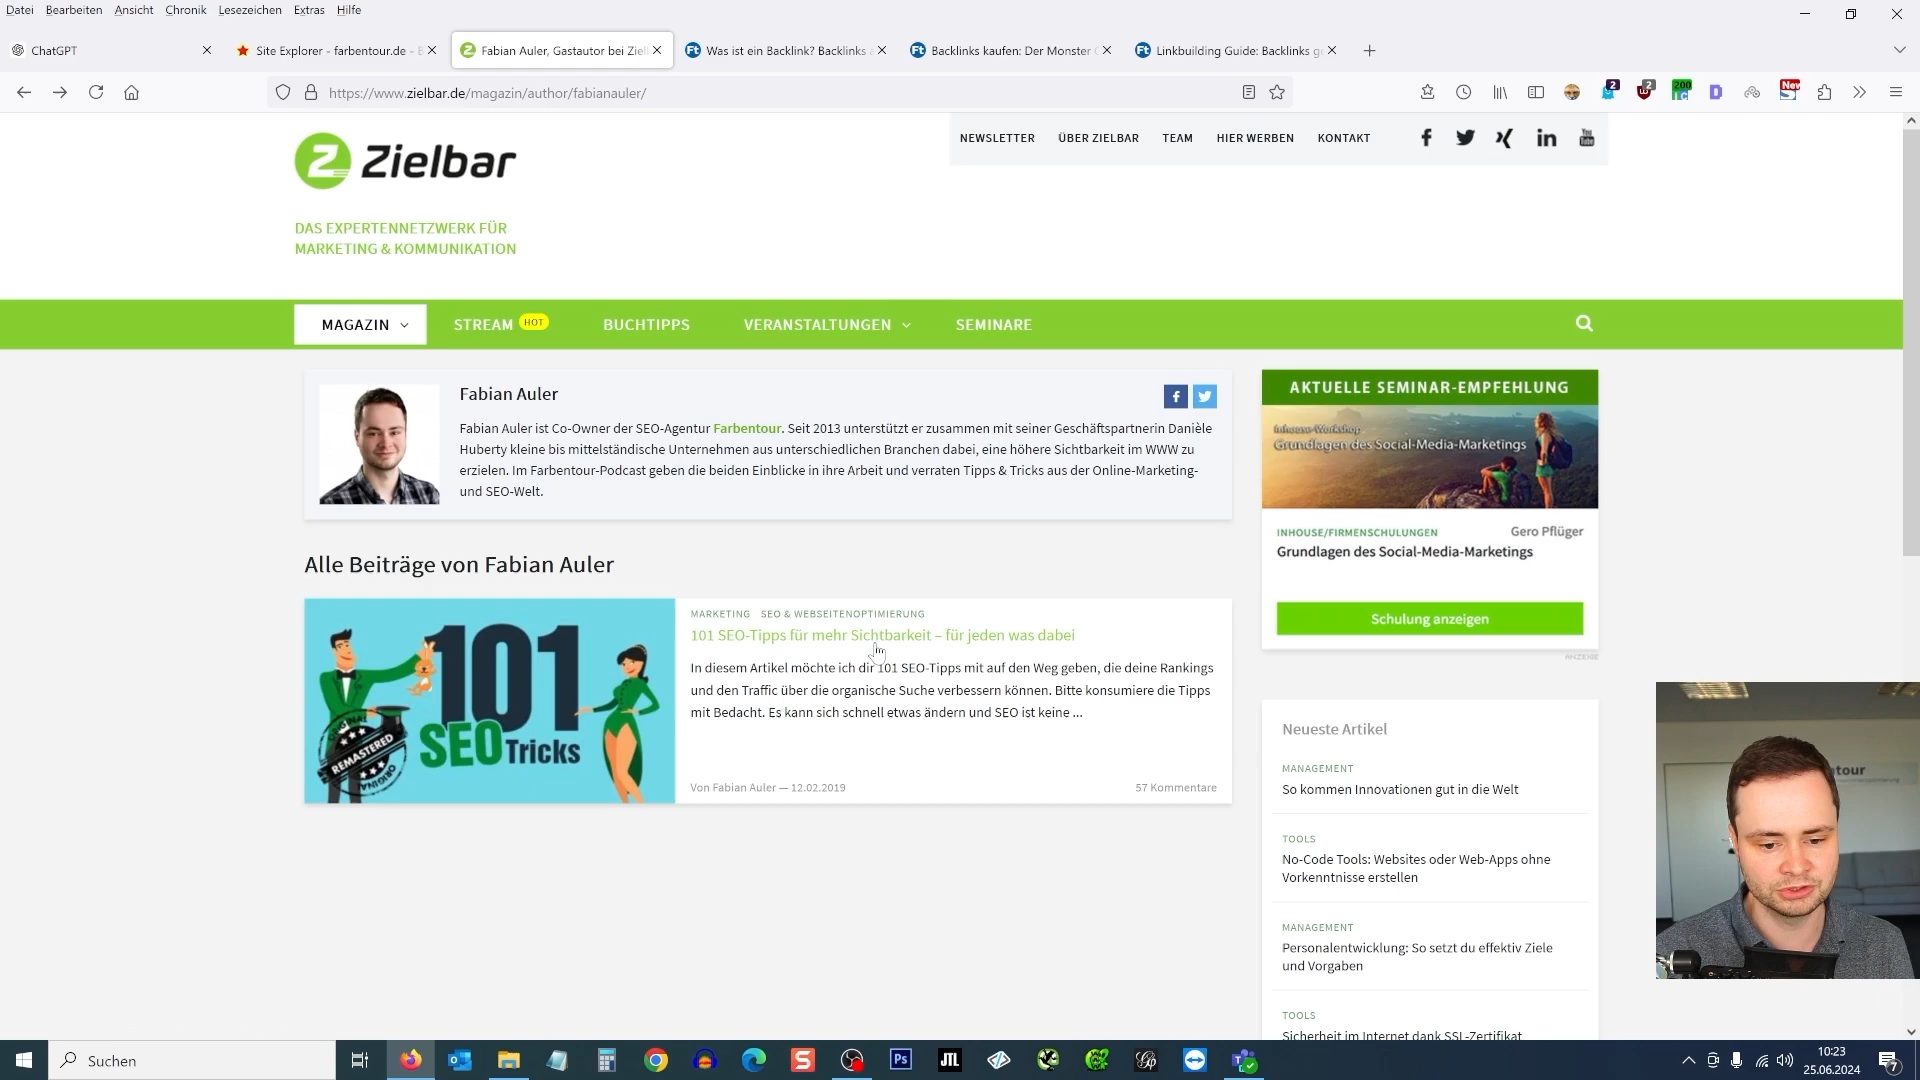 Datei Bearbeiten Ansicht Chronik Lesezeichen Extras Hilfe
ChatGPT
Site Explorer - farbentour.de - B
Fabian Auler, Gastautor bei Ziel
Was ist ein Backlink? Backlinks
Backlinks kaufen: Der Monster
Linkbuilding Guide: Backlinks g
https://www.zielbar.de/magazin/author/fabianauler/
2
2
200
New
Zielbar
DAS EXPERTENNETZWERK FÜR
MARKETING & KOMMUNIKATION
NEWSLETTER ÜBER ZIELBAR TEAM HIER WERBEN KONTAKT
MAGAZIN STREAM HOT BUCHTIPPS VERANSTALTUNGEN SEMINARE
Fabian Auler
Fabian Auler ist Co-Owner der SEO-Agentur Farbentour. Seit 2013 unterstützt er zusammen mit seiner Geschäftspartnerin Danièle
Huberty kleine bis mittelständische Unternehmen aus unterschiedlichen Branchen dabei, eine höhere Sichtbarkeit im WWW zu
erzielen. Im Farbentour-Podcast geben die beiden Einblicke in ihre Arbeit und verraten Tipps & Tricks aus der Online-Marketing-
und SEO-Welt.
Alle Beiträge von Fabian Auler
101
SEO Tricks
ORIGINAL
REMASTERED
ORIGINAL
MARKETING SEO & WEBSEITENOPTIMIERUNG
101 SEO-Tipps für mehr Sichtbarkeit – für jeden was dabei
In diesem Artikel möchte ich dir 101 SEO-Tipps mit auf den Weg geben, die deine Rankings
und den Traffic über die organische Suche verbessern können. Bitte konsumiere die Tipps
mit Bedacht. Es kann sich schnell etwas ändern und SEO ist keine ...
Von Fabian Auler — 12.02.2019
57 Kommentare
AKTUELLE SEMINAR-EMPFEHLUNG
Inhouse-Workshop
Grundlagen des Social-Media-Marketings
INHOUSE/FIRMENSCHULUNGEN Gero Pflüger
Grundlagen des Social-Media-Marketings
Schulung anzeigen
ANZEIGE
Neueste Artikel
MANAGEMENT
So kommen Innovationen gut in die Welt
TOOLS
No-Code Tools: Websites oder Web-Apps ohne
Vorkenntnisse erstellen
MANAGEMENT
Personalentwicklung: So setzt du effektiv Ziele
und Vorgaben
TOOLS
Sicherheit im Internet dank SSL-Zertifikat
Suchen
Ps
JTL
10:23
25.06.2024
7